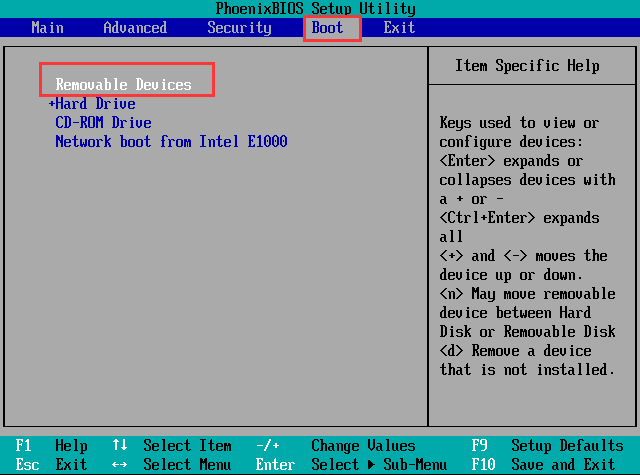 PhoenixBIOS Setup Utility
Main Advanced Security Boot Exit
Removable Devices
+Hard Drive
CD-ROM Drive
Network boot from Intel E1000
Item Specific Help
Keys used to view or
configure devices:
<Enter> expands or
collapses devices with
a + or -
<Ctrl+Enter> expands
all
<+> and <-> moves the
device up or down.
<n> May move removable
device between Hard
Disk or Removable Disk
<d> Remove a device
that is not installed.
F1 Help ↑↓ Select Item -/+ Change Values F9 Setup Defaults
Esc Exit ↔ Select Menu Enter Select ▶ Sub-Menu F10 Save and Exit